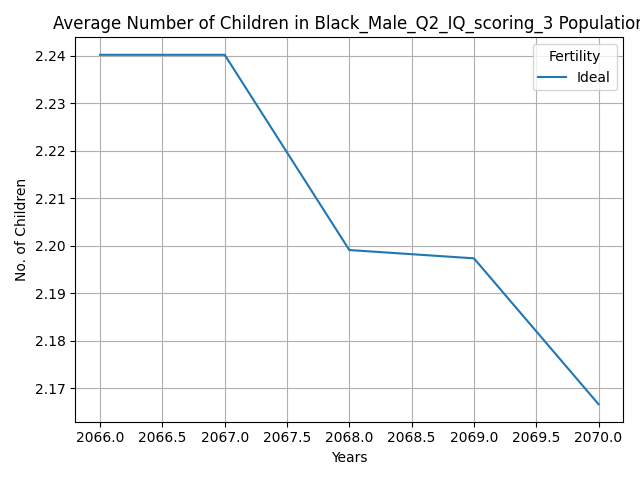 Average Number of Children in Black_Male_Q2_IQ_scoring_3 Population
Fertility
Ideal
2.24
2.23
2.22
2.21
2.20
2.19
2.18
2.17
No. of Children
2066.0 2066.5 2067.0 2067.5 2068.0 2068.5 2069.0 2069.5 2070.0
Years